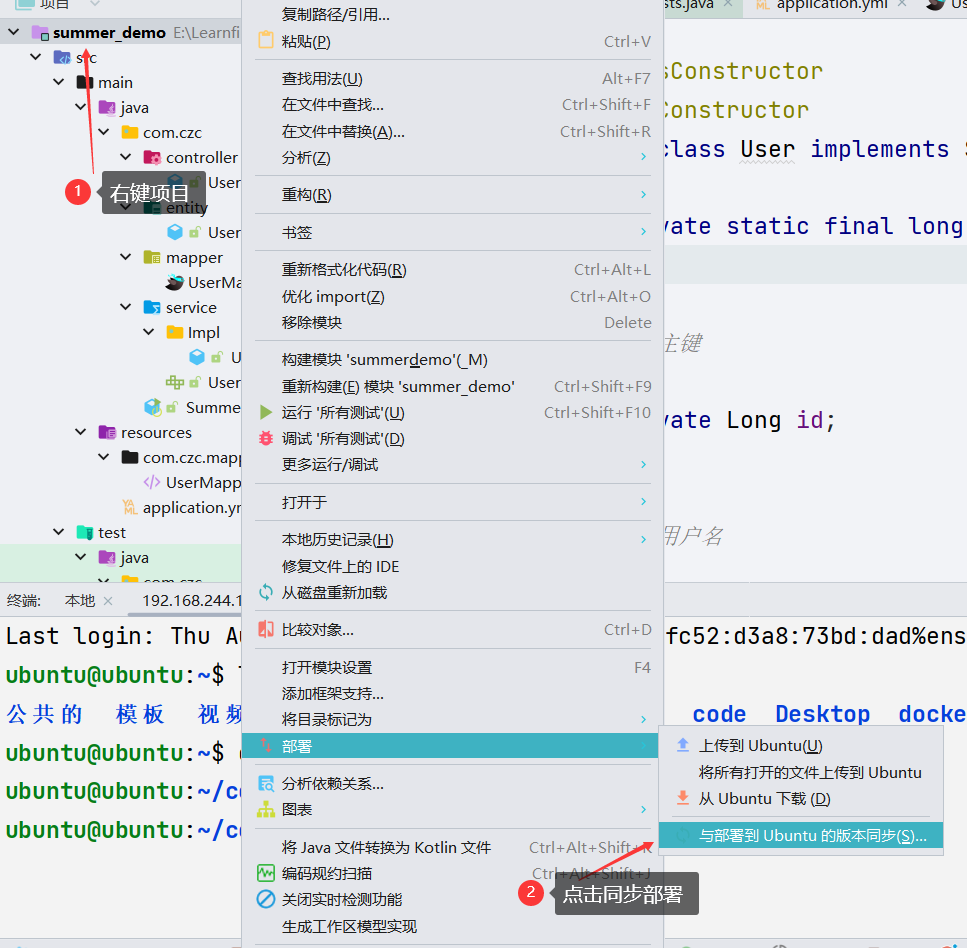 项目
summer_demo E:\Learnfi
src
main
java
com.czc
controller
User
entity
User
mapper
UserMa
service
Impl
U
User
Summe
resources
com.czc.mapp
UserMapp
application.yr
test
java
com.czc
1
右键项目
复制路径/引用...
粘贴(P) Ctrl+V
查找用法(U) Alt+F7
在文件中查找... Ctrl+Shift+F
在文件中替换(A)... Ctrl+Shift+R
分析(Z)
重构(R)
书签
重新格式化代码(R) Ctrl+Alt+L
优化 import(Z) Ctrl+Alt+O
移除模块 Delete
构建模块 'summerdemo'(_M)
重新构建(E) 模块 'summer_demo' Ctrl+Shift+F9
运行 '所有测试'(U) Ctrl+Shift+F10
调试 '所有测试'(D)
更多运行/调试
打开于
本地历史记录(H)
修复文件上的 IDE
从磁盘重新加载
比较对象... Ctrl+D
打开模块设置 F4
添加框架支持...
将目录标记为
部署
分析依赖关系...
图表
将 Java 文件转换为 Kotlin 文件 Ctrl+Alt+Shift+K
编码规约扫描 Ctrl+Alt+Shift+J
关闭实时检测功能
生成工作区模型实现
上传到 Ubuntu(U)
将所有打开的文件上传到 Ubuntu
从 Ubuntu 下载 (D)
与部署到 Ubuntu 的版本同步(S)...
2
点击同步部署
sts.java application.yml Us
sConstructor
Constructor
class User implements S
vate static final long
主键
vate Long id;
用户名
终端: 本地 192.168.244.1
Last login: Thu Au fc52:d3a8:73bd:dad%ens
ubuntu@ubuntu:~$
公共的 模板 视频 code Desktop docke
ubuntu@ubuntu:~$
ubuntu@ubuntu:~/co
ubuntu@ubuntu:~/co